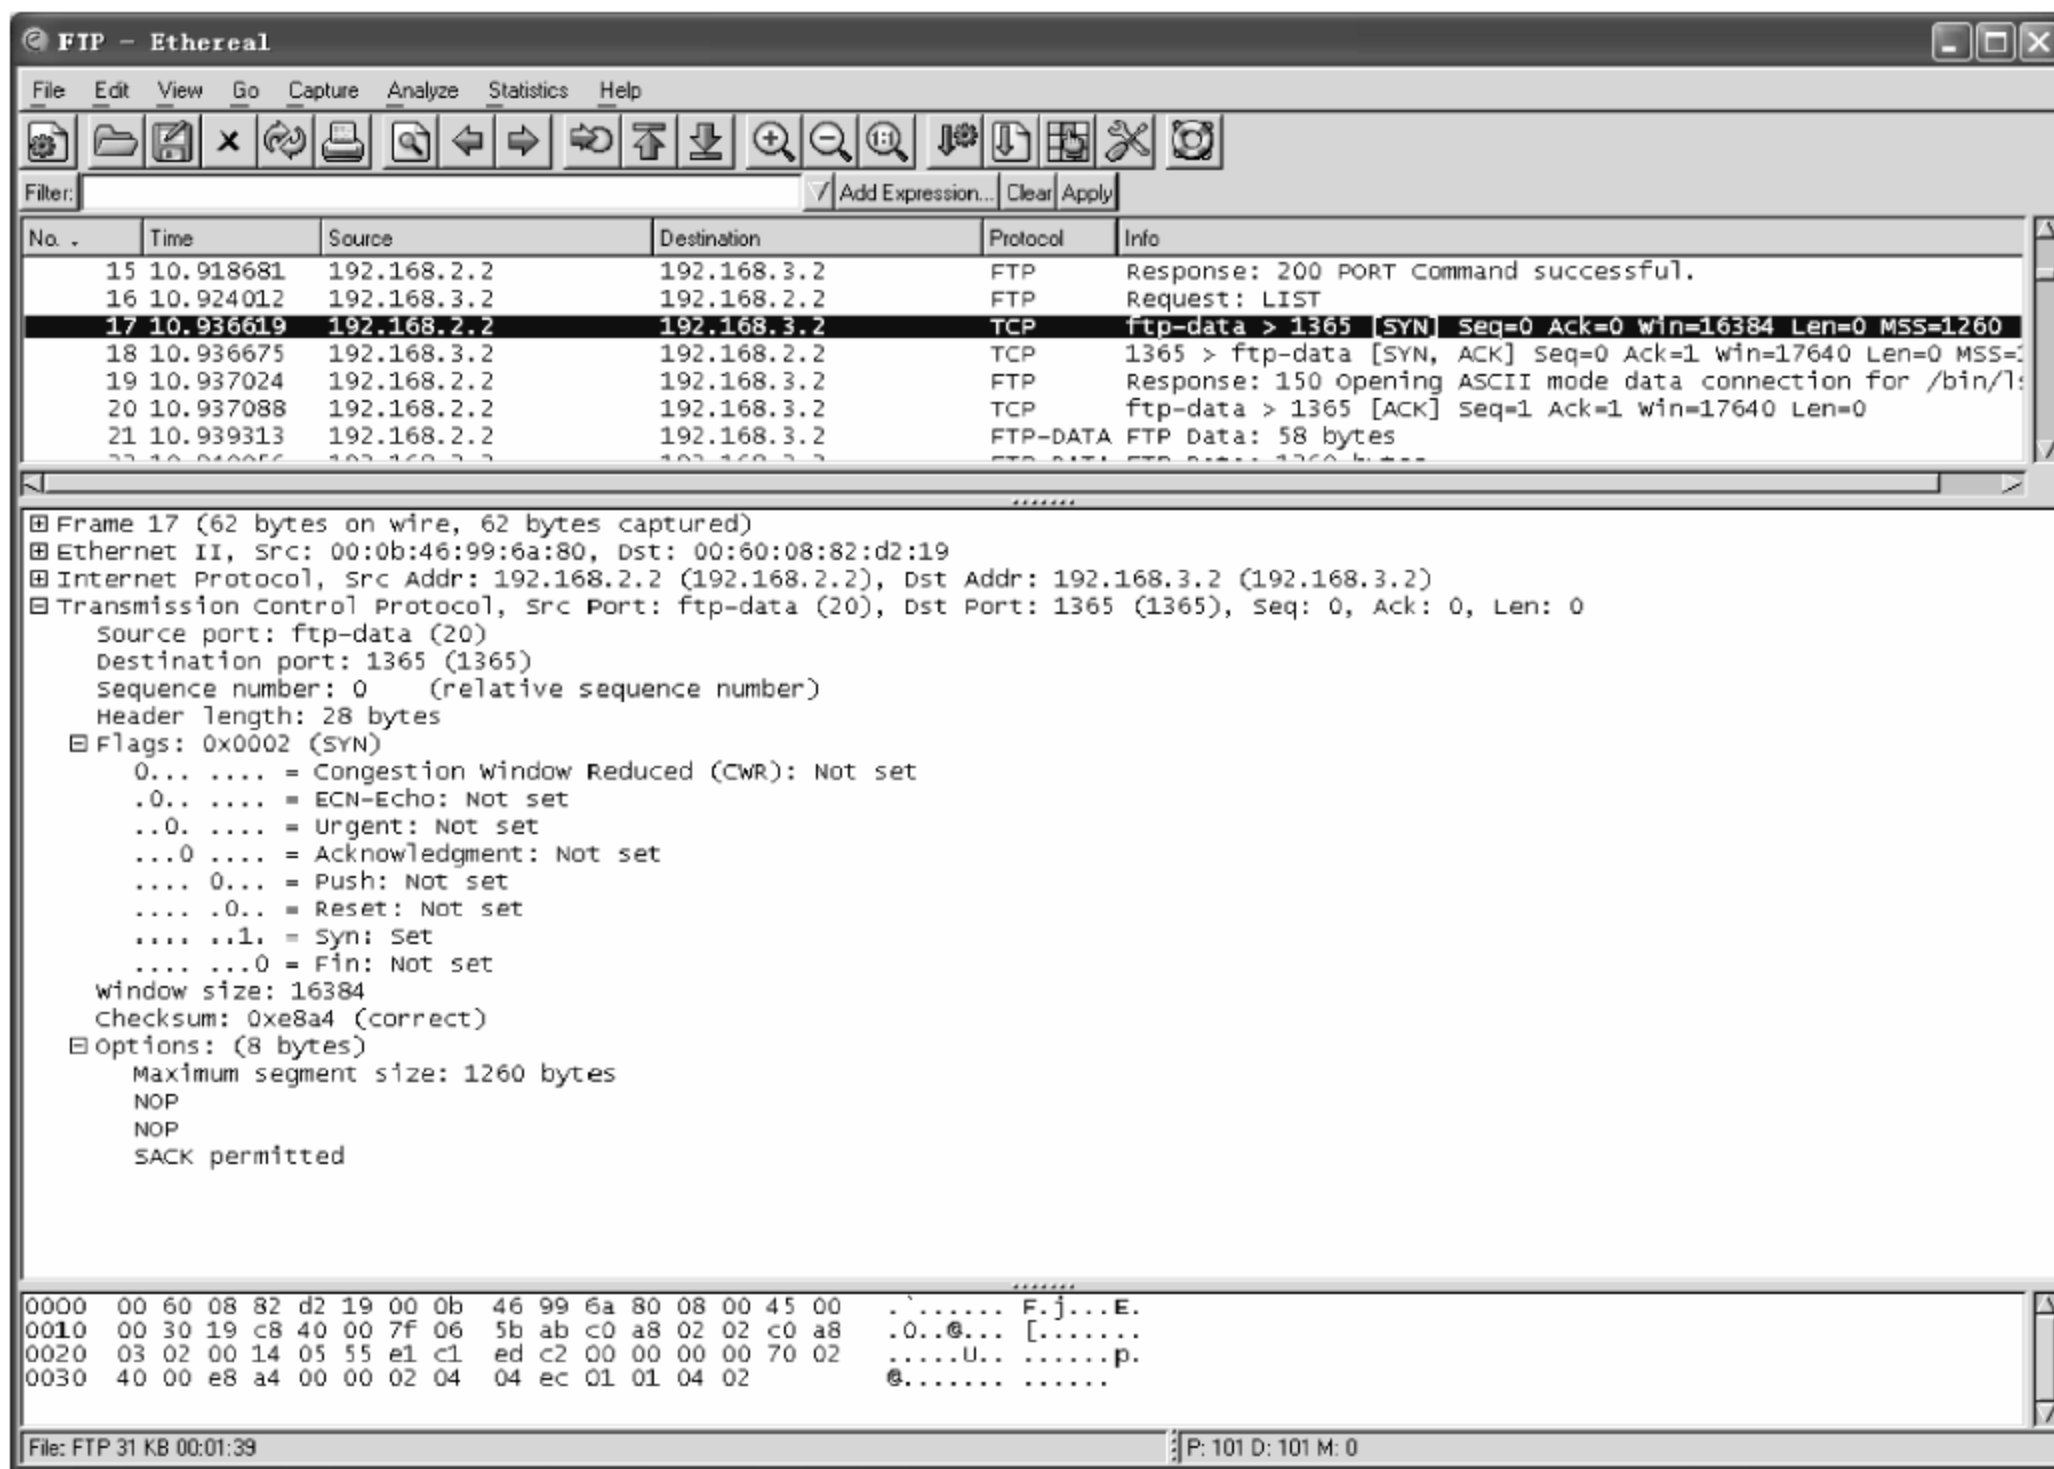 FTP - Ethereal
File Edit View Go Capture Analyze Statistics Help
Filter: Add Expression... Clear Apply
No. . Time Source Destination Protocol Info
15 10.918681 192.168.2.2 192.168.3.2 FTP Response: 200 PORT Command successful.
16 10.924012 192.168.3.2 192.168.2.2 FTP Request: LIST
17 10.936619 192.168.2.2 192.168.3.2 TCP ftp-data > 1365 [SYN] Seq=0 Ack=0 Win=16384 Len=0 MSS=1260
18 10.936675 192.168.3.2 192.168.2.2 TCP 1365 > ftp-data [SYN, ACK] Seq=0 Ack=1 Win=17640 Len=0 MSS=
19 10.937024 192.168.2.2 192.168.3.2 FTP Response: 150 Opening ASCII mode data connection for /bin/l
20 10.937088 192.168.2.2 192.168.3.2 TCP ftp-data > 1365 [ACK] Seq=1 Ack=1 Win=17640 Len=0
21 10.939313 192.168.2.2 192.168.3.2 FTP-DATA FTP Data: 58 bytes
Frame 17 (62 bytes on wire, 62 bytes captured)
Ethernet II, Src: 00:0b:46:99:6a:80, Dst: 00:60:08:82:d2:19
Internet Protocol, Src Addr: 192.168.2.2 (192.168.2.2), Dst Addr: 192.168.3.2 (192.168.3.2)
Transmission Control Protocol, Src Port: ftp-data (20), Dst Port: 1365 (1365), Seq: 0, Ack: 0, Len: 0
Source port: ftp-data (20)
Destination port: 1365 (1365)
Sequence number: 0 (relative sequence number)
Header length: 28 bytes
Flags: 0x0002 (SYN)
0... .... = Congestion Window Reduced (CWR): Not set
.0.. .... = ECN-Echo: Not set
..0. .... = Urgent: Not set
...0 .... = Acknowledgment: Not set
.... 0... = Push: Not set
.... .0.. = Reset: Not set
.... ..1. = Syn: Set
.... ...0 = Fin: Not set
Window size: 16384
Checksum: 0xe8a4 (correct)
Options: (8 bytes)
Maximum segment size: 1260 bytes
NOP
NOP
SACK permitted
0000 00 60 08 82 d2 19 00 0b 46 99 6a 80 08 00 45 00 .`...... F.j...E.
0010 00 30 19 c8 40 00 7f 06 5b ab c0 a8 02 02 c0 a8 .0..@... [.......
0020 03 02 00 14 05 55 e1 c1 ed c2 00 00 00 00 70 02 .....U.. ......p.
0030 40 00 e8 a4 00 00 02 04 04 ec 01 01 04 02 @....... ......
File: FTP 31 KB 00:01:39 P: 101 D: 101 M: 0